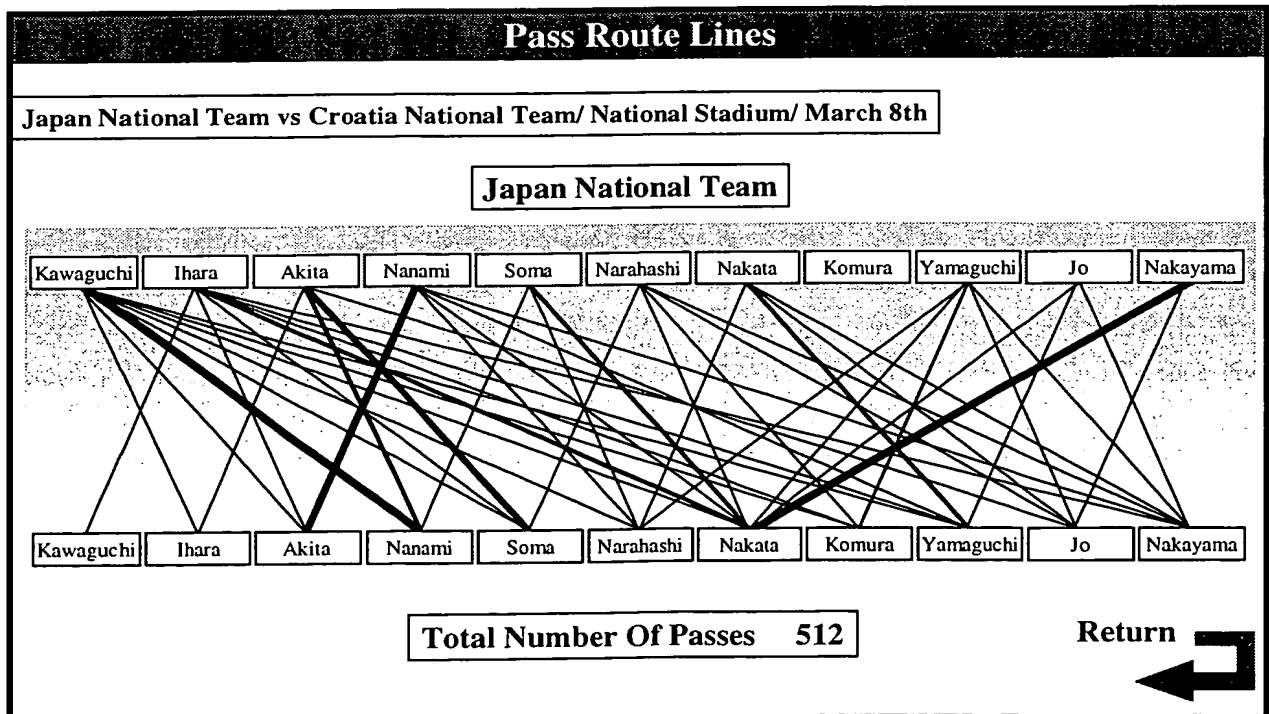 Pass Route Lines
Japan National Team vs Croatia National Team/ National Stadium/ March 8th
Japan National Team
Kawaguchi Ihara Akita Nanami Soma Narahashi Nakata Komura Yamaguchi Jo Nakayama
Kawaguchi Ihara Akita Nanami Soma Narahashi Nakata Komura Yamaguchi Jo Nakayama
Total Number Of Passes 512
Return